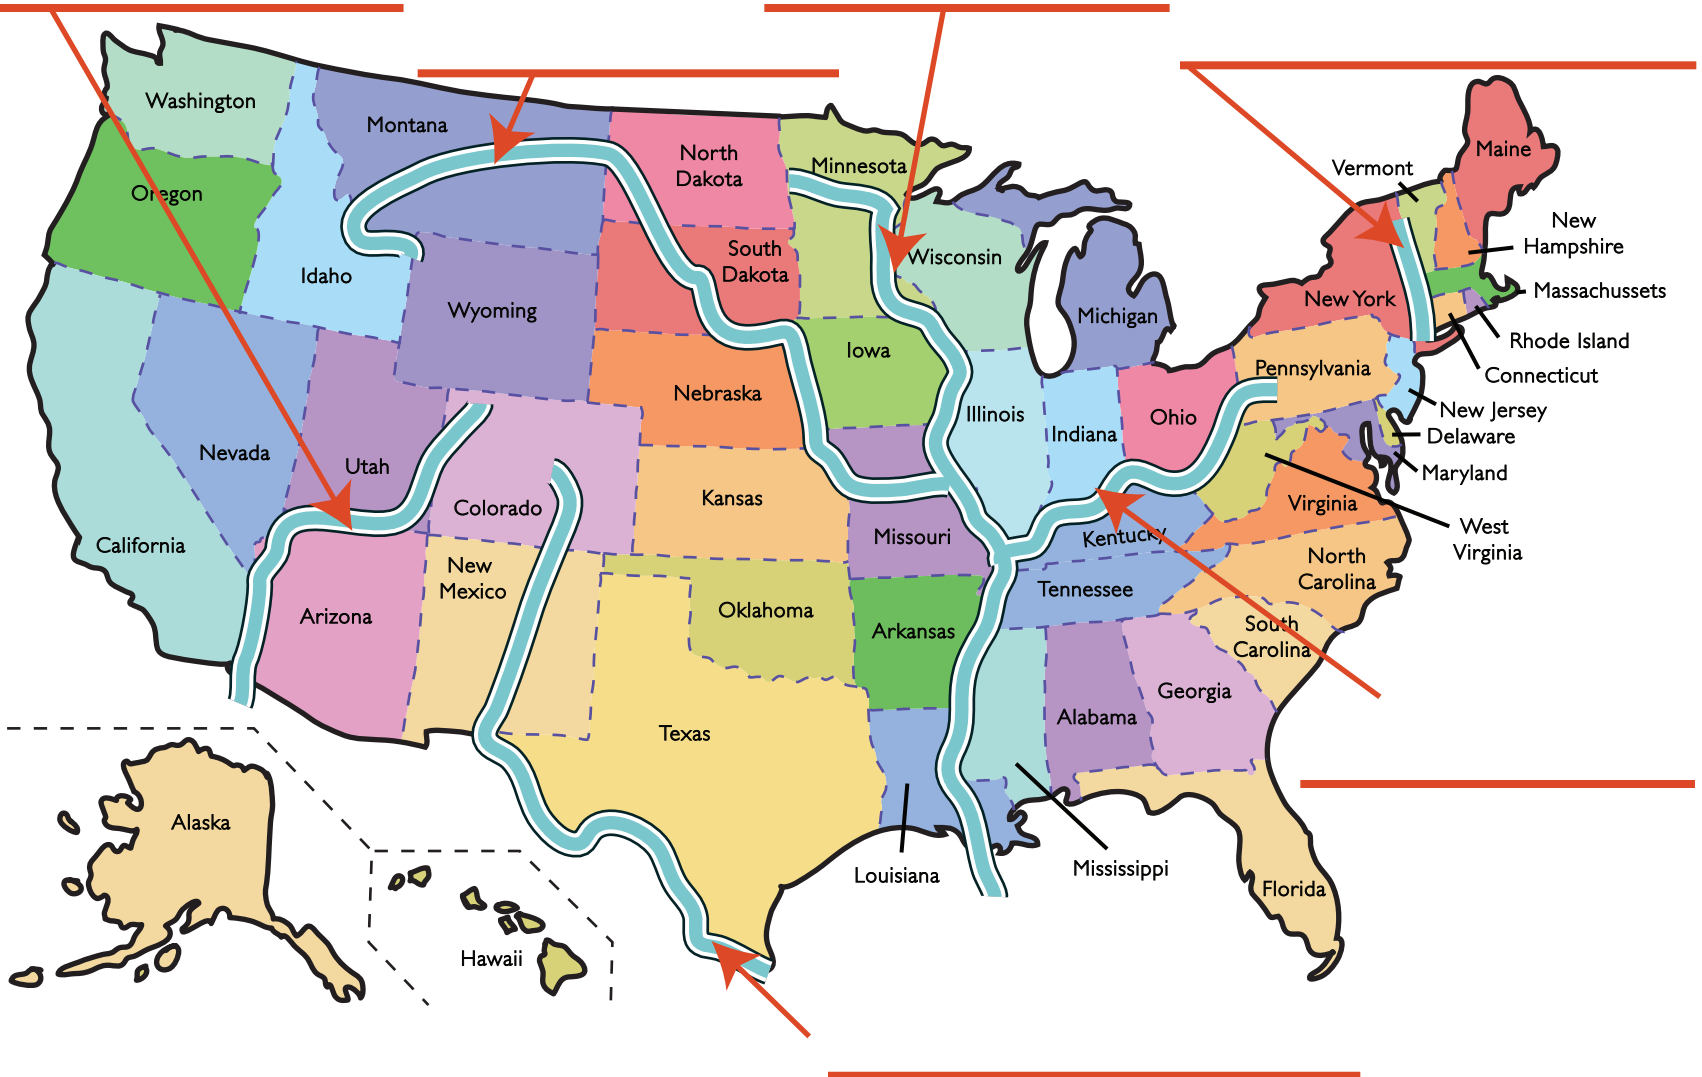 Washington
Montana
North
Dakota
Minnesota
Vermont
Maine
Oregon
New
Hampshire
Idaho
South
Dakota
Wisconsin
Massachussets
Wyoming
New York
Michigan
Rhode Island
Iowa
Pennsylvania
Connecticut
Nebraska
Illinois
Ohio
New Jersey
Indiana
Delaware
Nevada
Utah
Maryland
Colorado
Kansas
Virginia
California
Missouri
Kentucky
West
Virginia
New
Mexico
North
Carolina
Tennessee
Arizona
Oklahoma
Arkansas
South
Carolina
Georgia
Alabama
Texas
Alaska
Louisiana
Mississippi
Florida
Hawaii